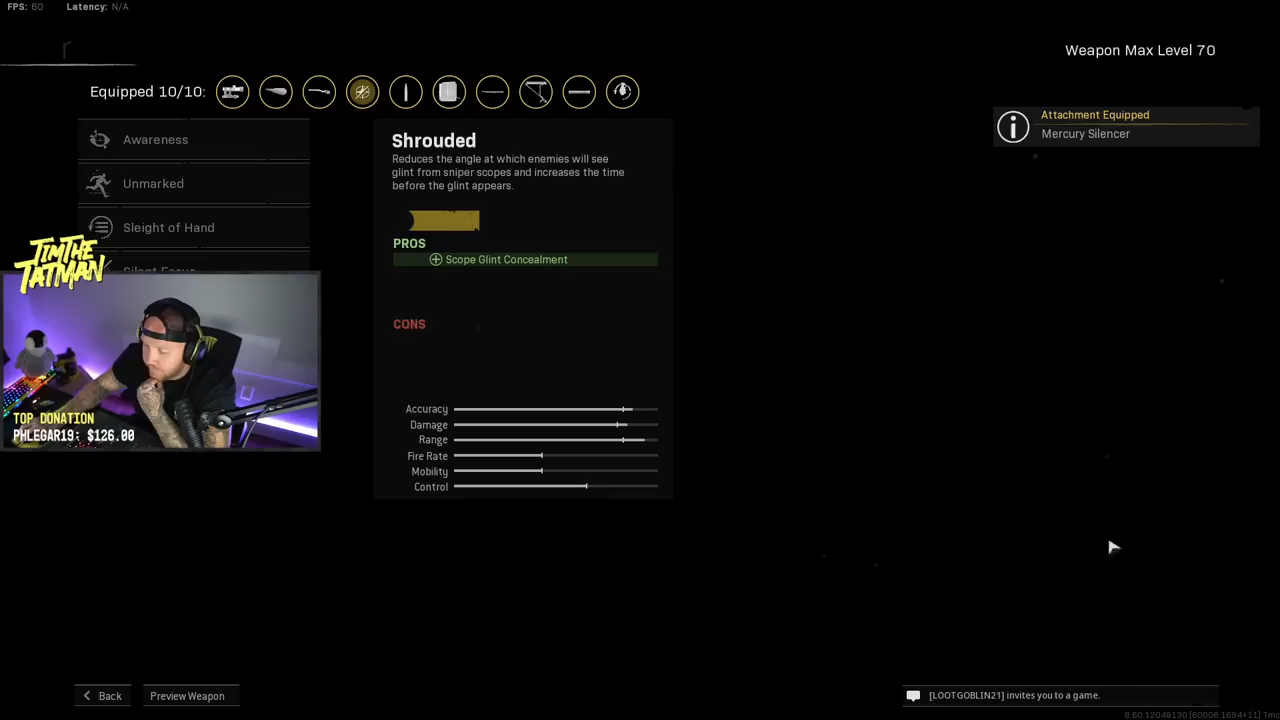 FPS: 60 Latency: N/A
Weapon Max Level 70
Equipped 10/10:
Attachment Equipped
Mercury Silencer
Awareness
Unmarked
Sleight of Hand
Silent Focus
Shrouded
Reduces the angle at which enemies will see
glint from sniper scopes and increases the time
before the glint appears.
PROS
Scope Glint Concealment
CONS
Accuracy
Damage
Range
Fire Rate
Mobility
Control
TIMTHE
TATMAN
TOP DONATION
PHLEGAR19: $126.00
Back
Preview Weapon
[LOOTGOBLIN21] invites you to a game.